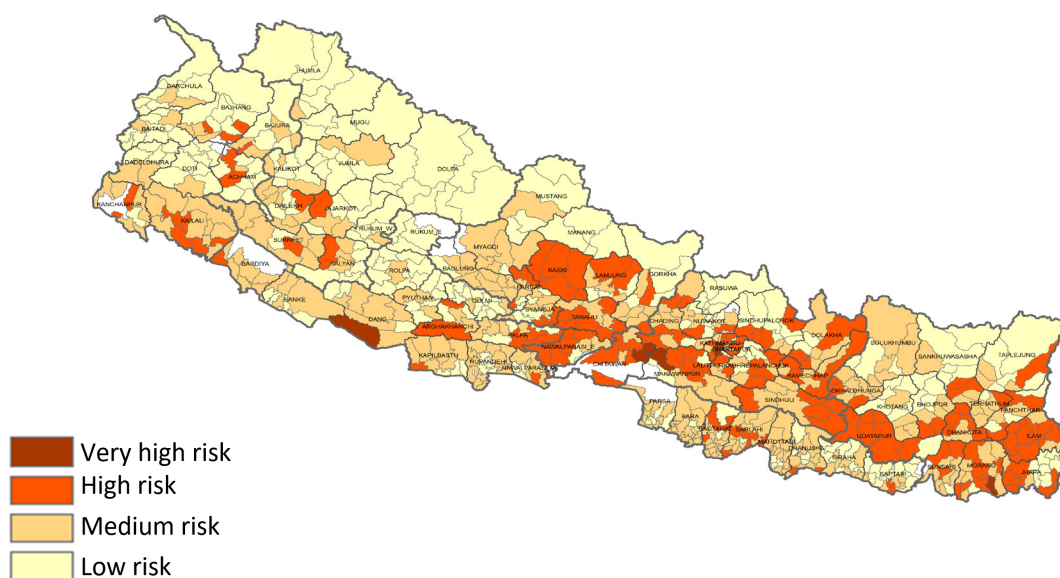 HUMLA
DARCHULA
BAJHANG
MUGU
BAJURA
BAITADI
JUMLA
DADELDHURA
DOTI
KALIKOT
DOLPA
ACHHAM
MUSTANG
KANCHANPUR
DAILEKH
JAJARKOT
KAILALI
RUKUM_W
RUKUM_E
MANANG
SURKHET
MYAGDI
SALYAN
BARDIYA
ROLPA
BAGLUNG
KASKI
LAMJUNG
GORKHA
RASUWA
PARBAT
BANKE
PYUTHAN
GULMI
SYANGJA
TANAHU
DANG
DHADING
NUWAKOT
SINDHUPALCHOK
ARGHAKHANCHI
PALPA
DOLAKHA
KATHMANDU
BHAKTAPUR
SOLUKHUMBU
SANKHUWASABHA
TAPLEJUNG
NAWALPARASI_E
KAPILBASTU
RUPANDEHI
CHITAWAN
LALITPUR
KABHREPALANCHOK
RAMECHHAP
MAKAWANPUR
OKHALDHUNGA
KHOTANG
BHOJPUR
TERHATHUM
PANCHTHAR
PARSA
BARA
SINDHULI
RAUTAHAT
SARLAHI
MAHOTTARI
DHANUSHA
SIRAHA
UDAYAPUR
DHANKUTA
ILAM
SAPTARI
SUNSARI
MORANG
JHAPA
Very high risk
High risk
Medium risk
Low risk